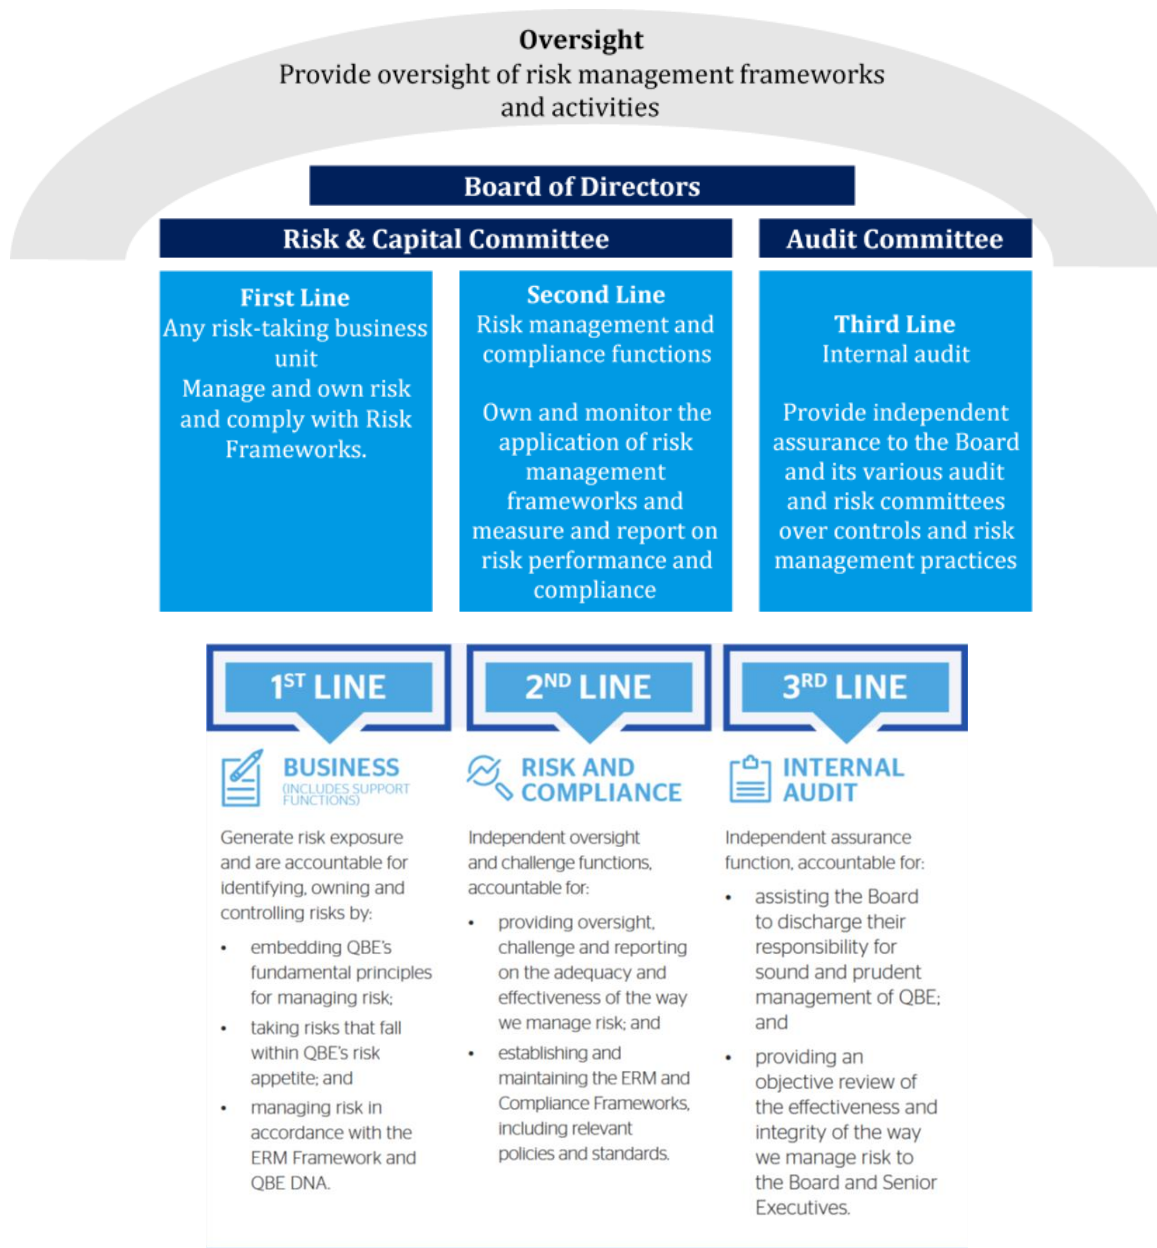 Oversight
Provide oversight of risk management frameworks
and activities
Board of Directors
Risk & Capital Committee
Audit Committee
First Line
Any risk-taking business
unit
Manage and own risk
and comply with Risk
Frameworks.
Second Line
Risk management and
compliance functions
Own and monitor the
application of risk
management
frameworks and
measure and report on
risk performance and
compliance
Third Line
Internal audit
Provide independent
assurance to the Board
and its various audit
and risk committees
over controls and risk
management practices
1ST LINE
BUSINESS
(INCLUDES SUPPORT
FUNCTIONS)
Generate risk exposure
and are accountable for
identifying, owning and
controlling risks by:
• embedding QBE's
fundamental principles
for managing risk;
• taking risks that fall
within QBE's risk
appetite; and
• managing risk in
accordance with the
ERM Framework and
QBE DNA.
2ND LINE
RISK AND
COMPLIANCE
Independent oversight
and challenge functions,
accountable for:
• providing oversight,
challenge and reporting
on the adequacy and
effectiveness of the way
we manage risk; and
• establishing and
maintaining the ERM and
Compliance Frameworks,
including relevant
policies and standards.
3RD LINE
INTERNAL
AUDIT
Independent assurance
function, accountable for:
• assisting the Board
to discharge their
responsibility for
sound and prudent
management of QBE;
and
• providing an
objective review of
the effectiveness and
integrity of the way
we manage risk to
the Board and Senior
Executives.